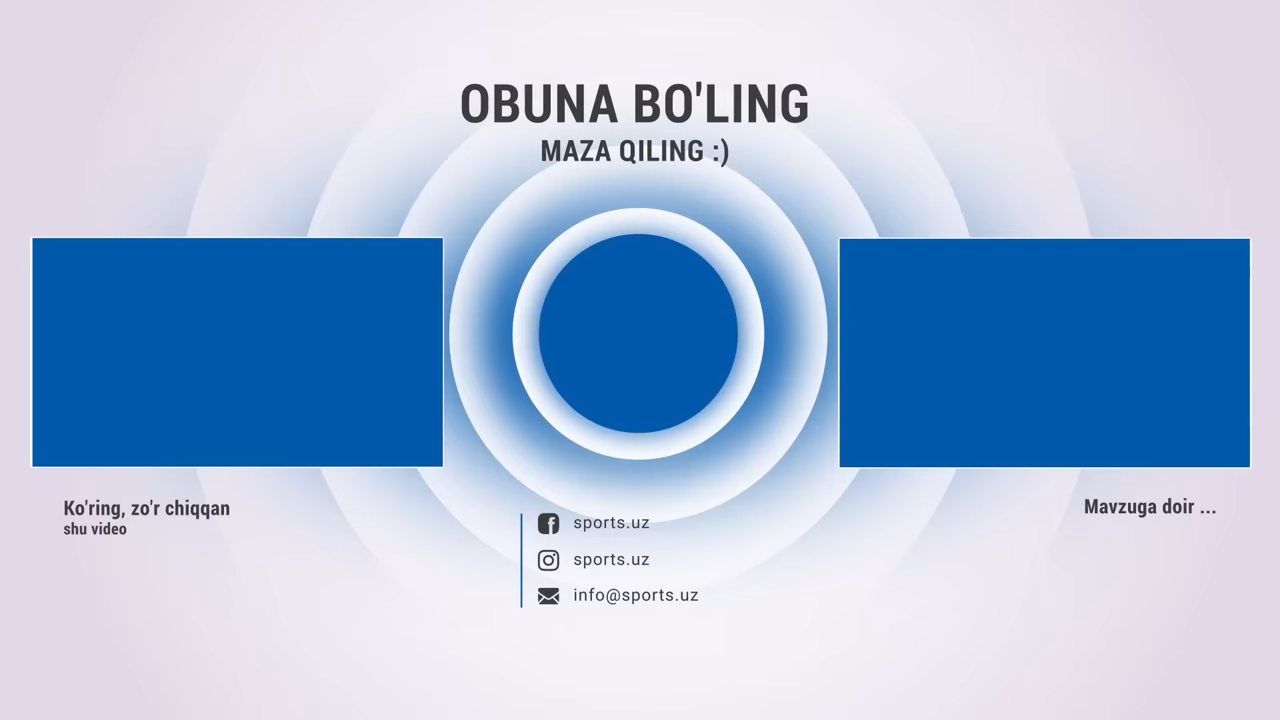 OBUNA BO'LING
MAZA QILING :)
Ko'ring, zo'r chiqqan
shu video
Mavzuga doir ...
sports.uz
sports.uz
info@sports.uz